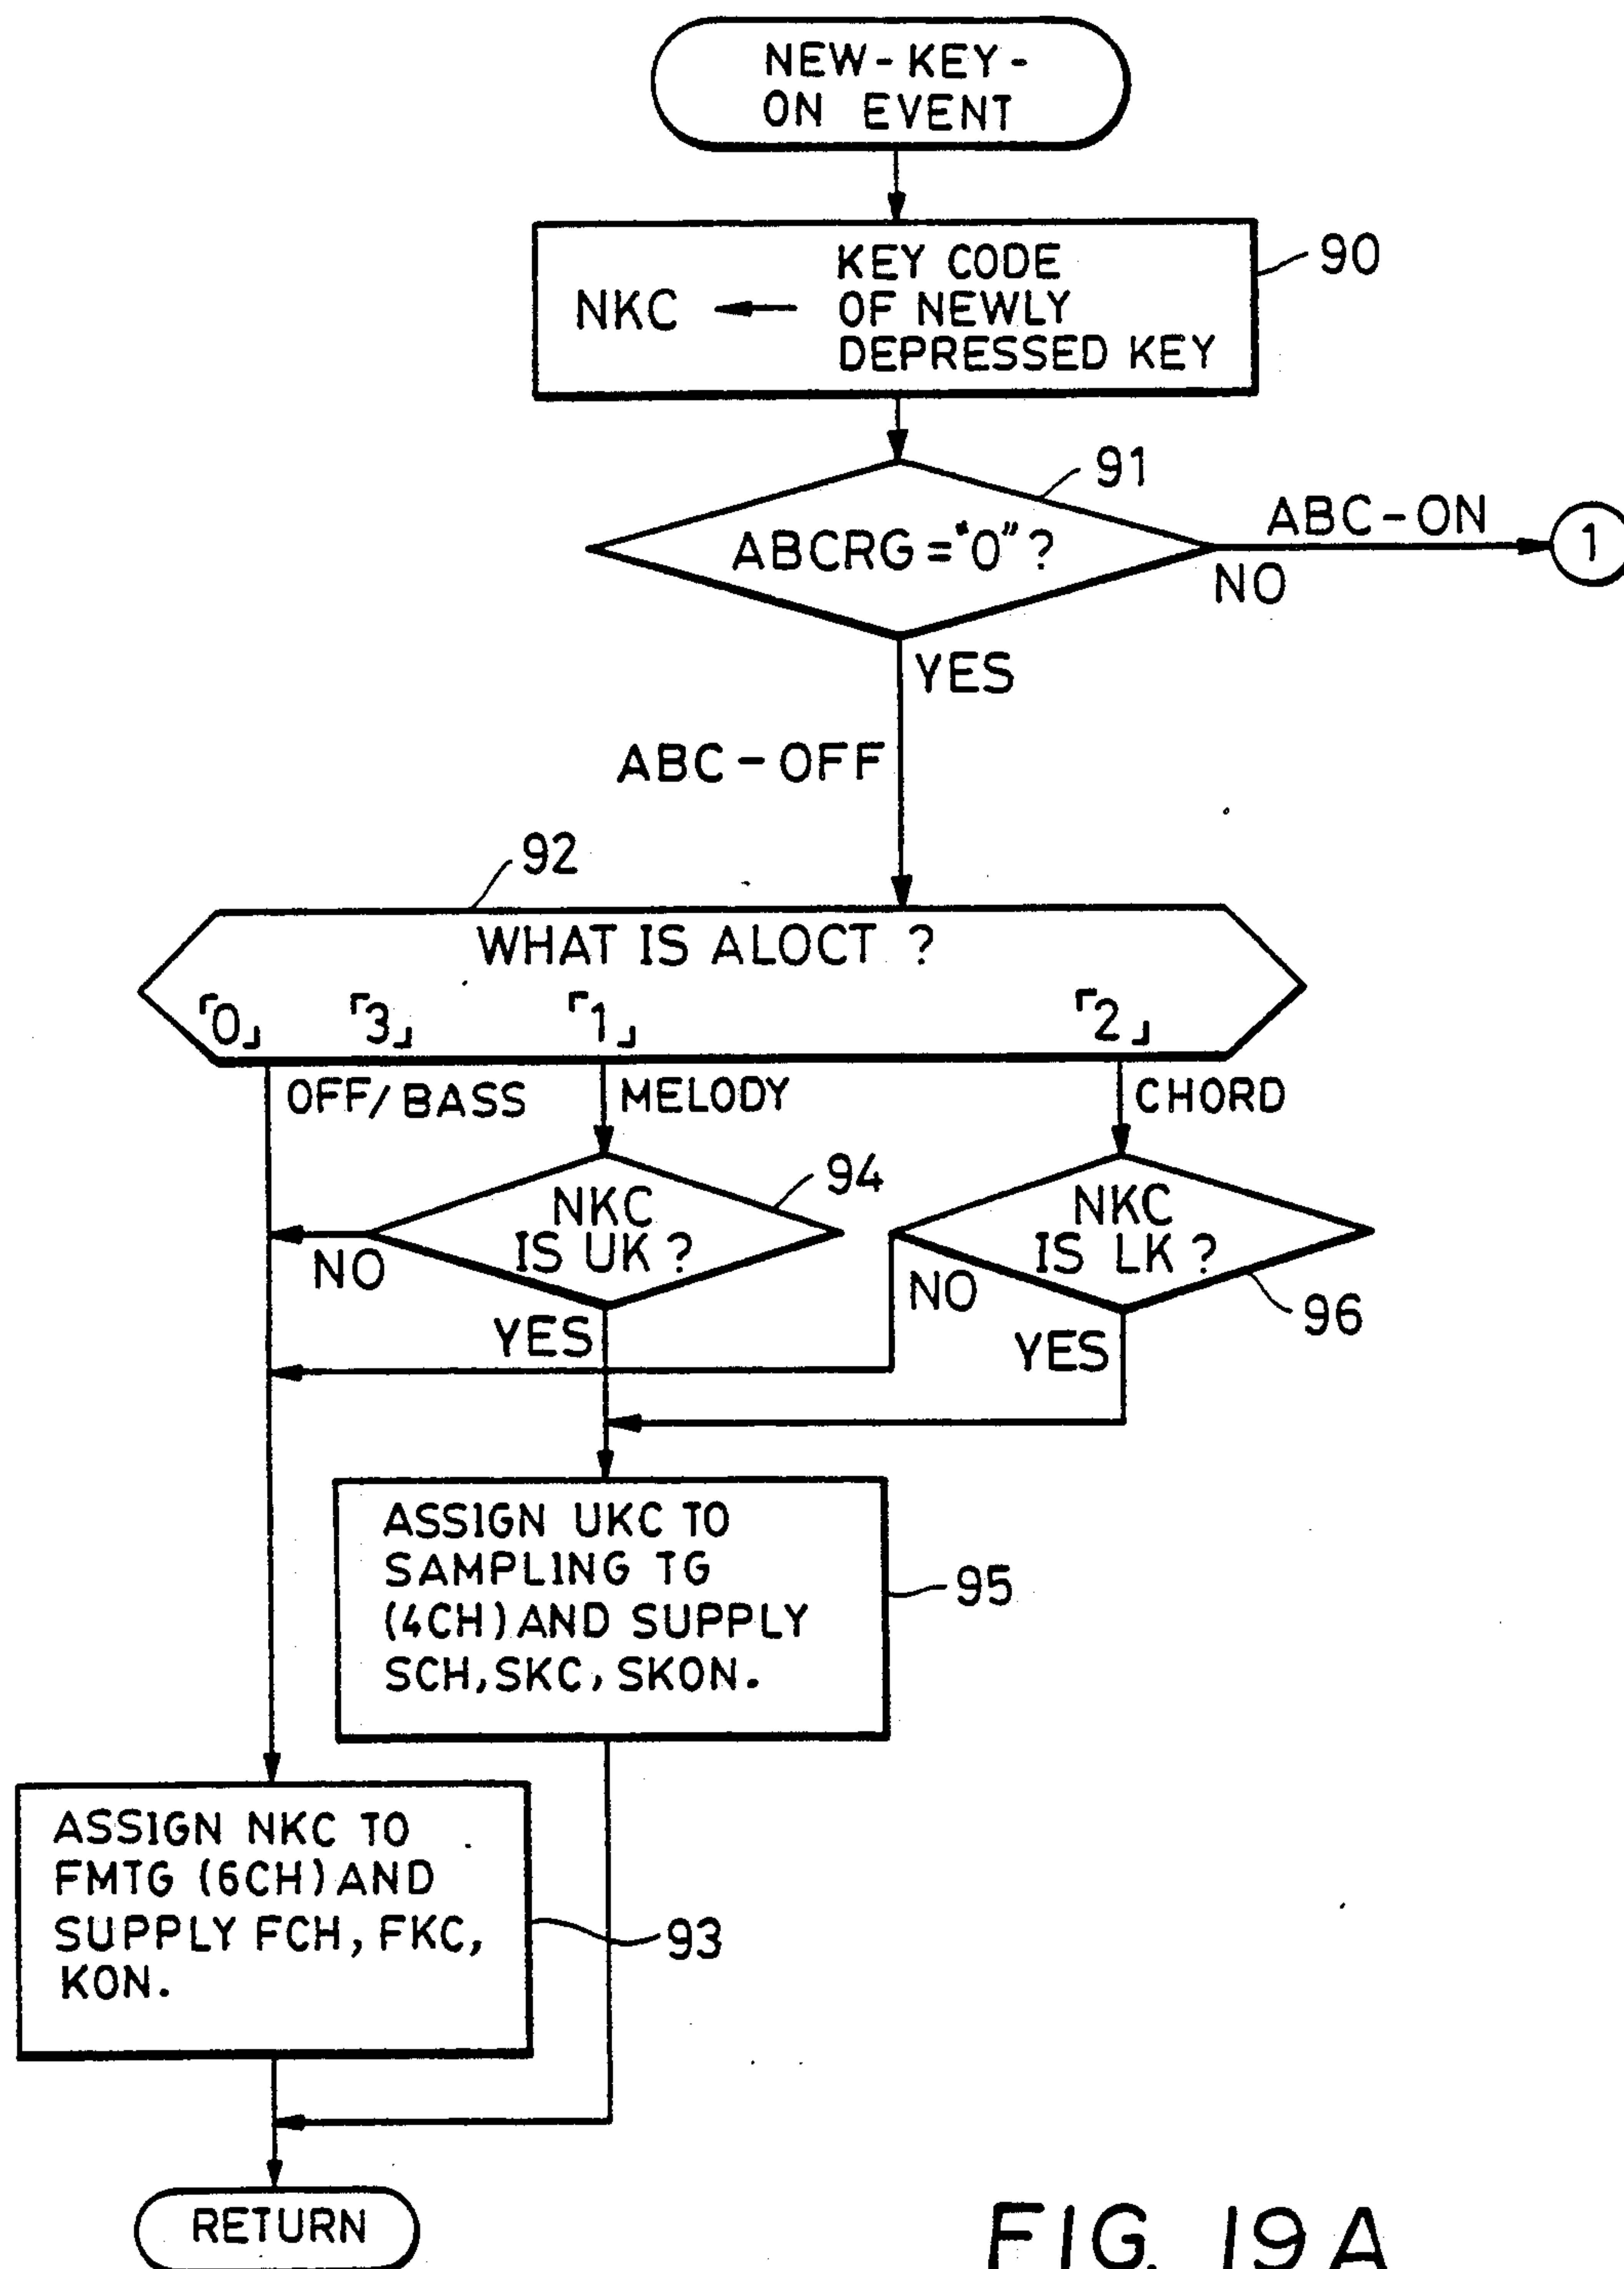 NEW-KEY-
ON EVENT
90
KEY CODE
NKC ← OF NEWLY
DEPRESSED KEY
91
ABCRG = "0" ?
ABC-ON
NO
1
YES
ABC-OFF
92
WHAT IS ALOCT ?
「0」 「3」 「1」 「2」
OFF/BASS
MELODY
CHORD
94
NKC
IS UK ?
NO
YES
NKC
IS LK ?
NO
YES
96
ASSIGN UKC TO
SAMPLING TG
(4CH) AND SUPPLY
SCH, SKC, SKON.
95
ASSIGN NKC TO
FMTG (6CH) AND
SUPPLY FCH, FKC,
KON.
93
RETURN
FIG. 19A